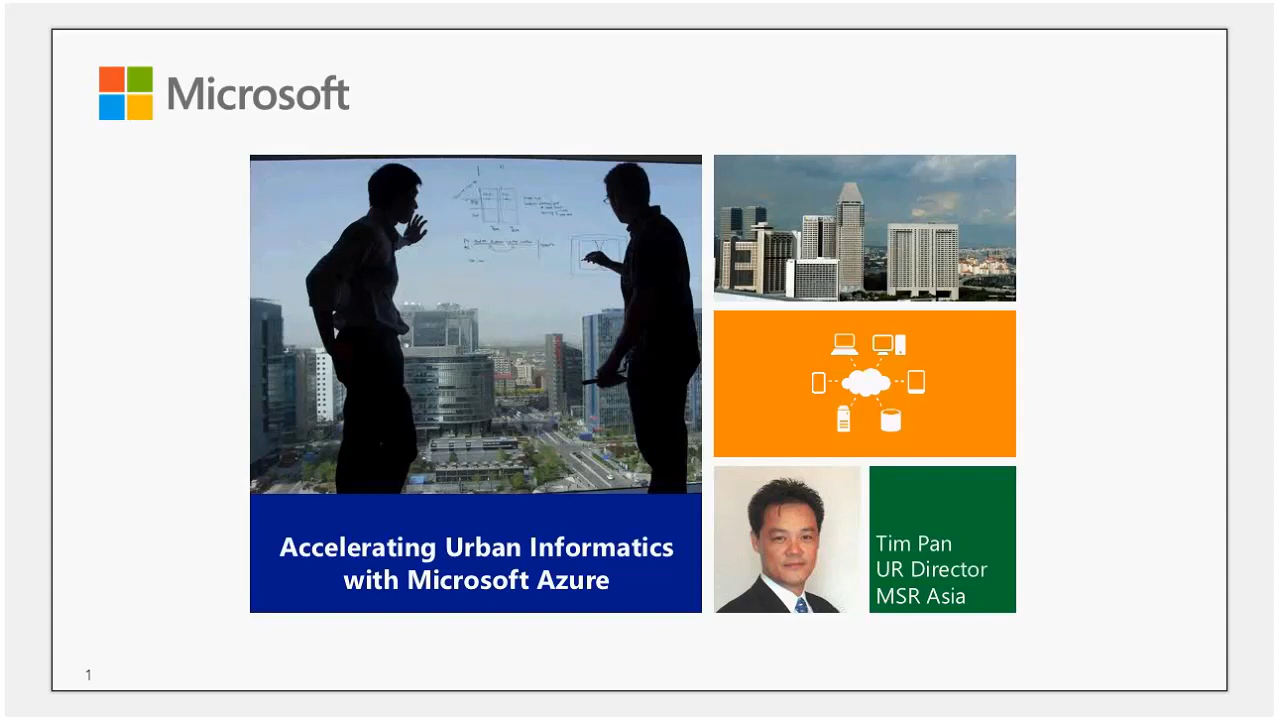 Microsoft
Accelerating Urban Informatics
with Microsoft Azure
Tim Pan
UR Director
MSR Asia
1